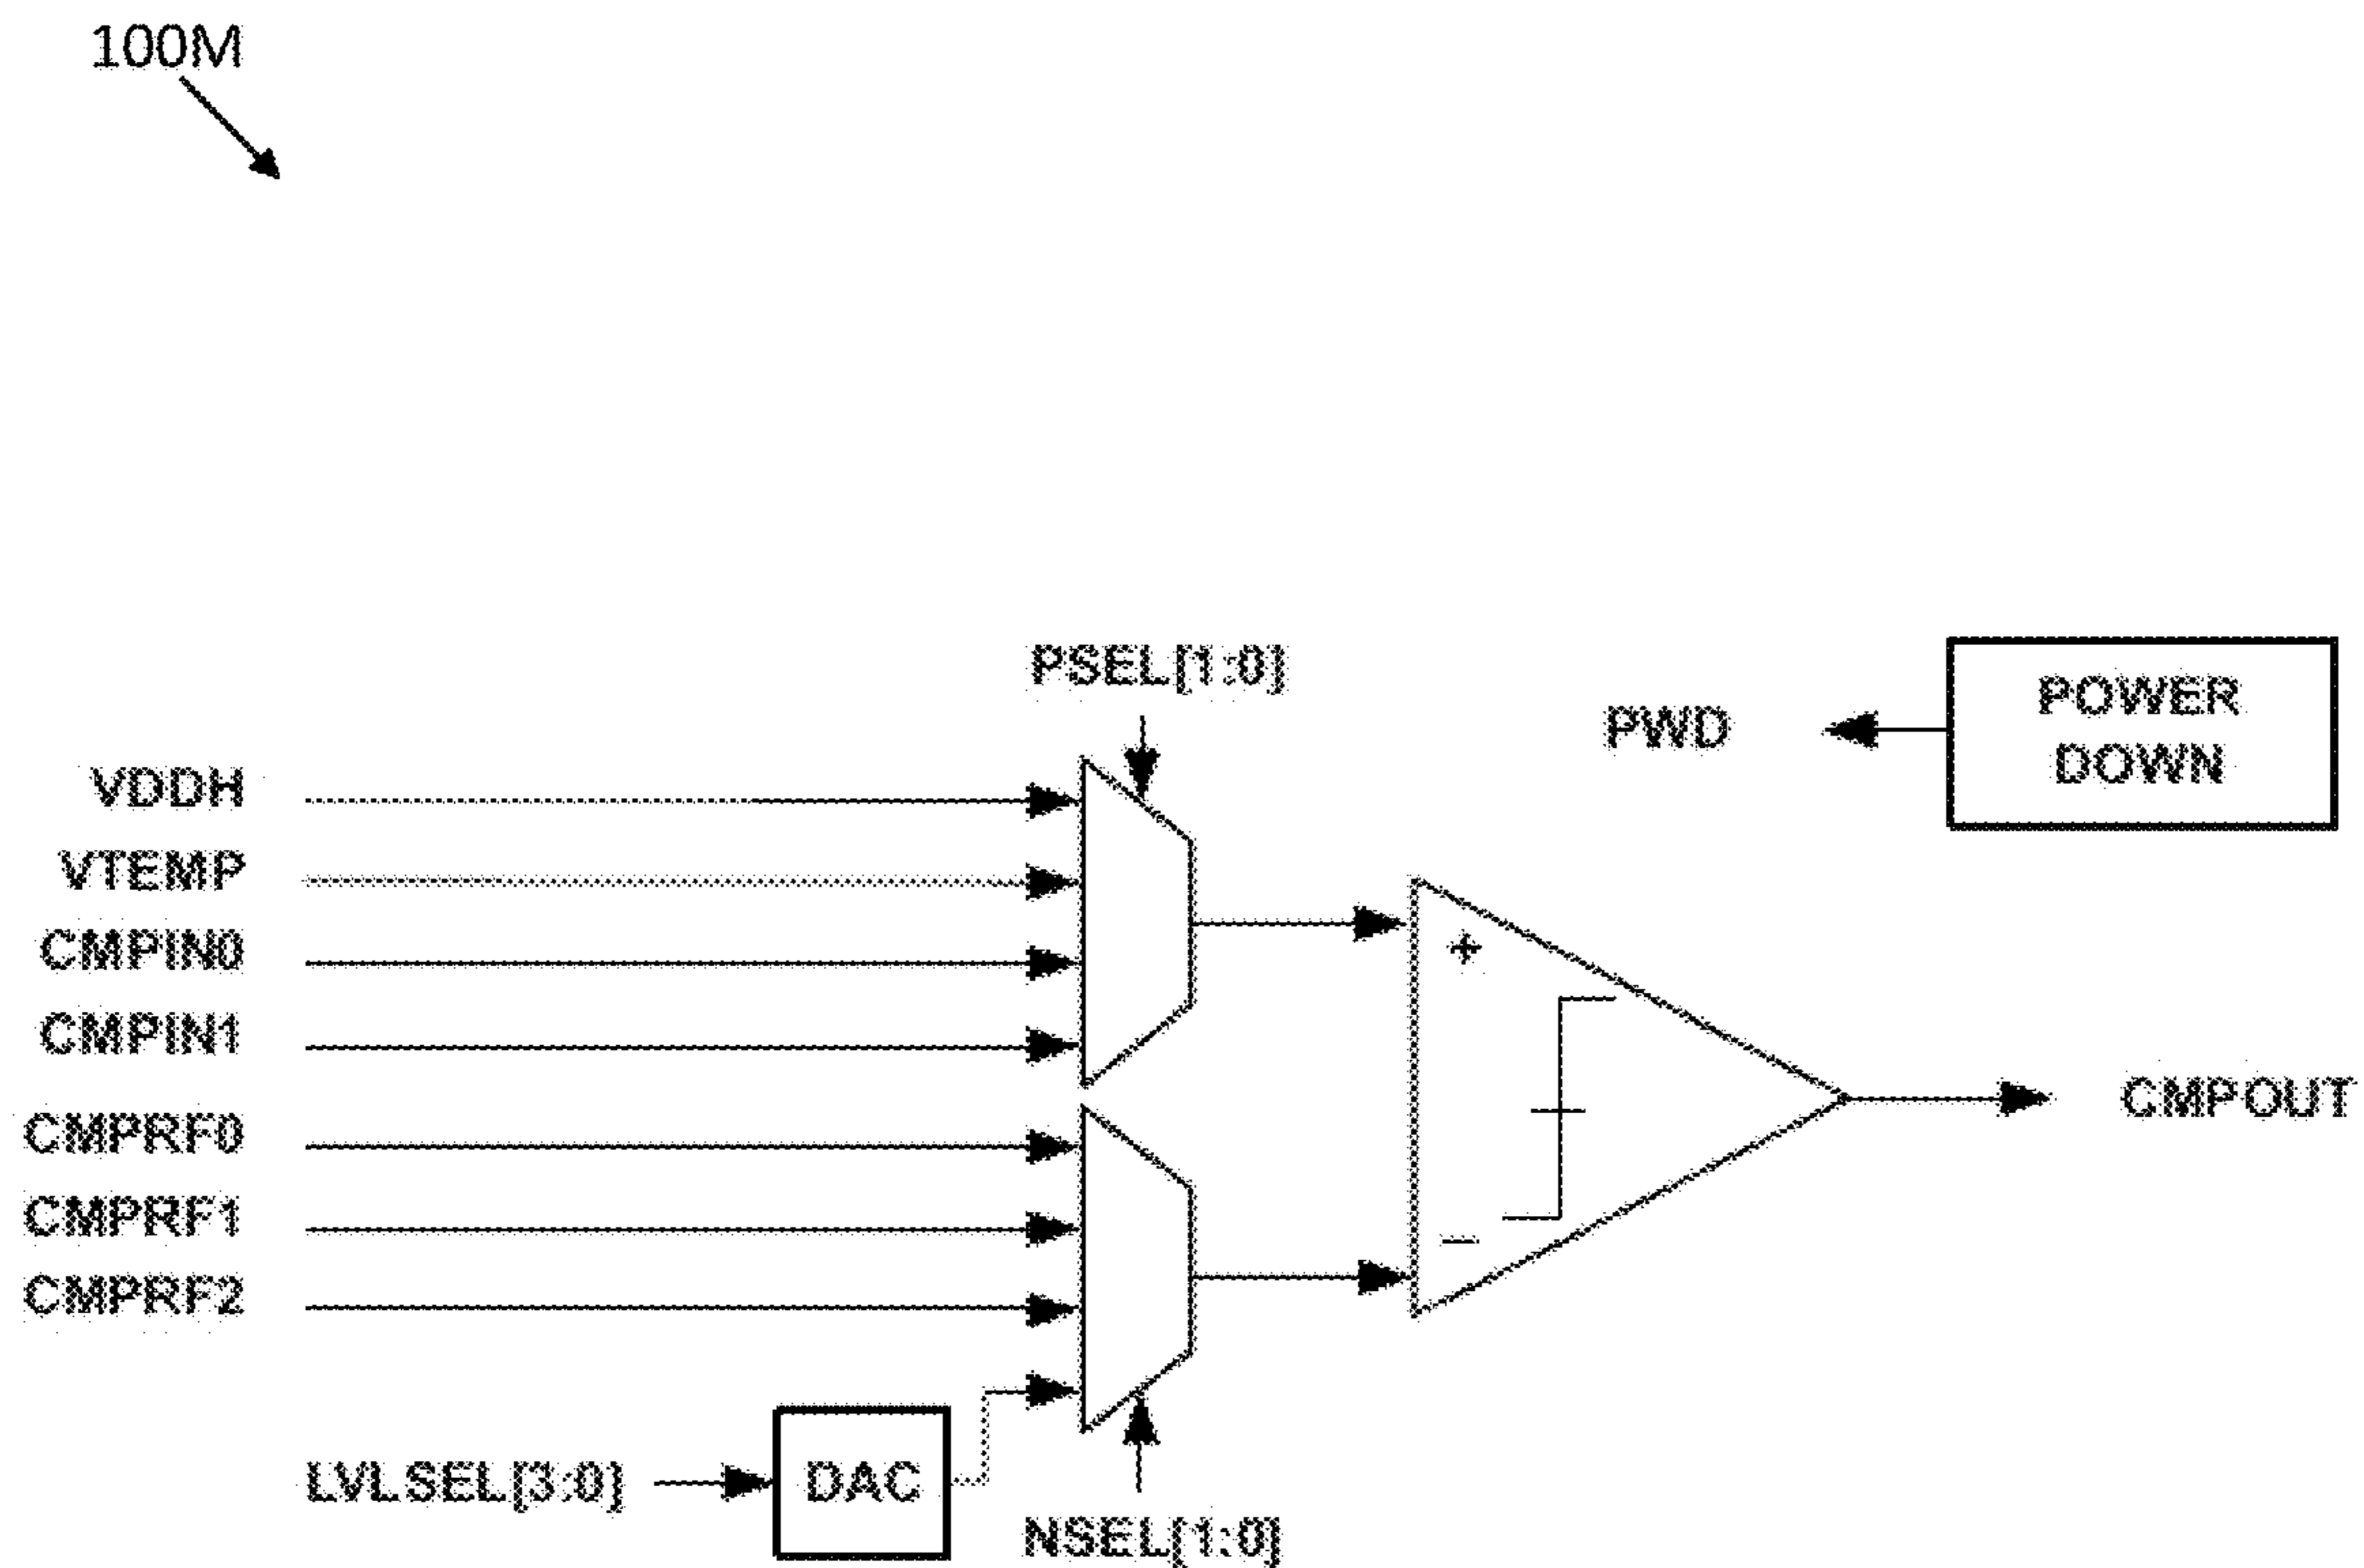 100M
PSEL[1:0]
PWD
POWER
DOWN
VDDH
VTEMP
CMPIN0
CMPIN1
CMPRF0
CMPRF1
CMPRF2
+
−
CMPOUT
LVLSEL[3:0]
DAC
NSEL[1:0]